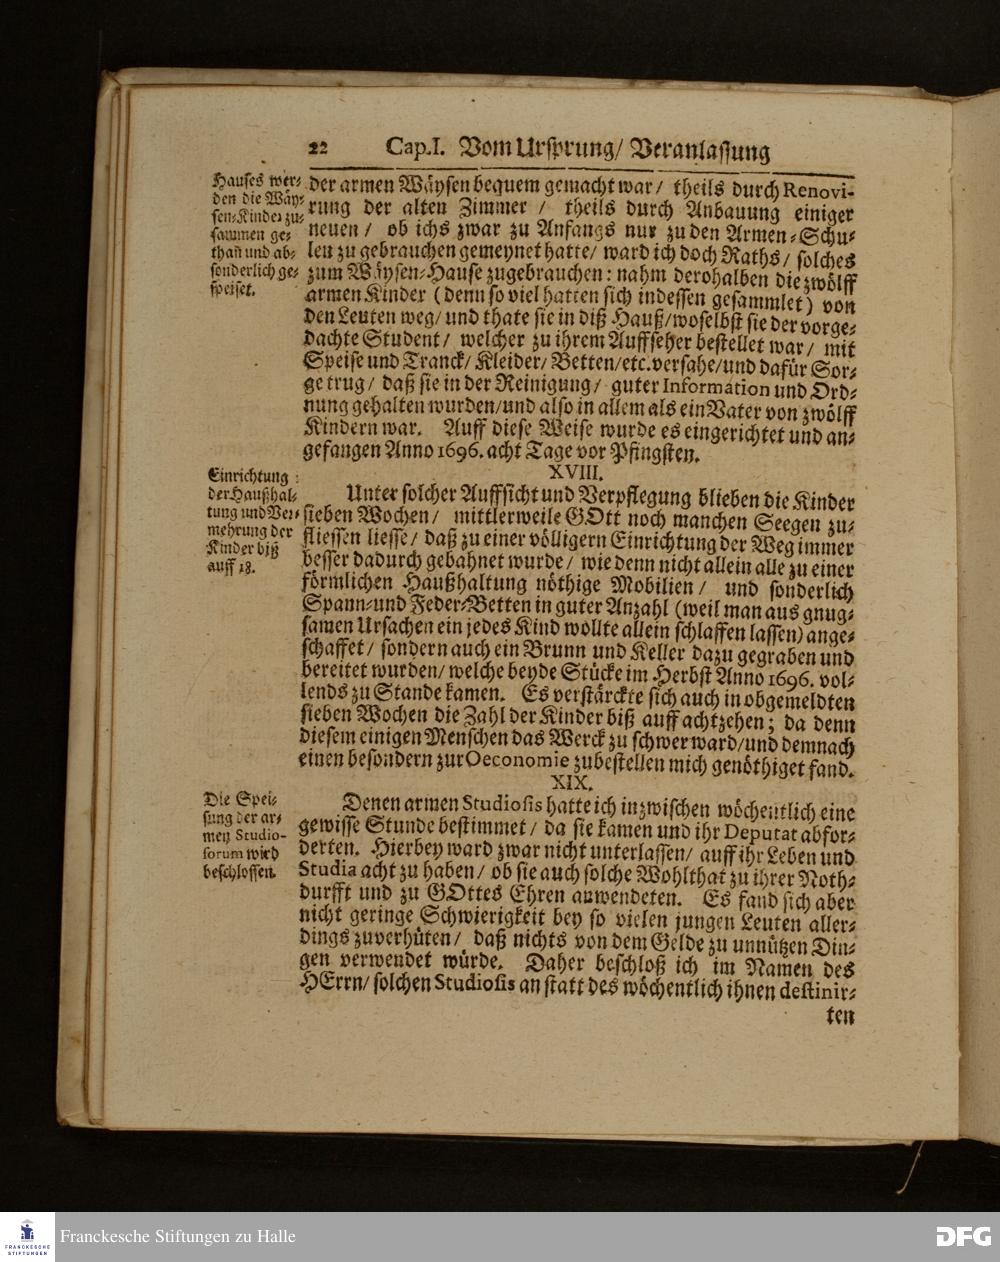 22 Cap.I. Vom Ursprung/ Veranlassung
Hauses wer-
den die Wäy-
sen-Kinder zu-
sammen ge-
than und ab-
sonderlich ge-
speiset.
der armen Wäysen bequem gemacht war/ theils durch Renovi-
rung der alten Zimmer / theils durch Anbauung einiger
neuen / ob ichs zwar zu Anfangs nur zu den Armen-Schu-
len zu gebrauchen gemeynet hatte/ ward ich doch Raths/ solches
zum Wäysen-Hause zugebrauchen: nahm derohalben die zwölff
armen Kinder (denn so viel hatten sich indessen gesammlet) von
den Leuten weg/ und thate sie in diß Hauß/ woselbst sie der vorge-
dachte Student/ welcher zu ihrem Auffseher bestellet war/ mit
Speise und Tranck/ Kleider/ Betten/ etc. versahe/ und dafür Sor-
ge trug/ daß sie in der Reinigung/ guter Information und Ord-
nung gehalten wurden/ und also in allem als ein Vater von zwölff
Kindern war. Auff diese Weise wurde es eingerichtet und an-
gefangen Anno 1696. acht Tage vor Pfingsten.
XVIII.
Einrichtung
der Haußhal-
tung und Ver-
mehrung der
Kinder biß
auff 18.
Unter solcher Auffsicht und Verpflegung blieben die Kinder
sieben Wochen/ mittlerweile GOtt noch manchen Seegen zu-
fliessen liesse/ daß zu einer völligern Einrichtung der Weg immer
besser dadurch gebahnet wurde/ wie denn nicht allein alle zu einer
förmlichen Haußhaltung nöthige Mobilien/ und sonderlich
Spann- und Feder-Betten in guter Anzahl (weil man aus gnug-
samen Ursachen ein jedes Kind wollte allein schlaffen lassen) ange-
schaffet/ sondern auch ein Brunn und Keller dazu gegraben und
bereitet wurden/ welche beyde Stücke im Herbst Anno 1696. vol-
lends zu Stande kamen. Es verstärckte sich auch in obgemeldten
sieben Wochen die Zahl der Kinder biß auff achtzehen; da denn
diesem einigen Menschen das Werck zu schwer ward/ und demnach
einen besondern zur Oeconomie zubestellen mich genöthiget fand.
XIX.
Die Spei-
sung der ar-
men Studio-
sorum wird
beschlossen.
Denen armen Studiosis hatte ich inzwischen wöchentlich eine
gewisse Stunde bestimmet/ da sie kamen und ihr Deputat abfor-
derten. Hierbey ward zwar nicht unterlassen/ auff ihr Leben und
Studia acht zu haben/ ob sie auch solche Wohlthat zu ihrer Noth-
durfft und zu GOttes Ehren anwendeten. Es fand sich aber
nicht geringe Schwierigkeit bey so vielen jungen Leuten aller-
dings zuverhüten/ daß nichts von dem Gelde zu unnützen Din-
gen verwendet würde. Daher beschloß ich im Namen des
HErrn/ solchen Studiosis an statt des wöchentlich ihnen destinir-
ten
FRANCKESCHE
STIFTUNGEN
Franckesche Stiftungen zu Halle
DFG